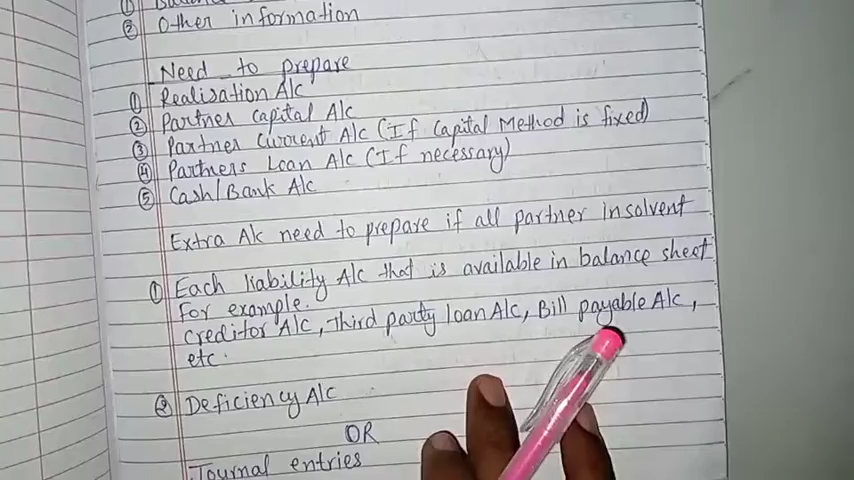 ①
② Other information
Need to prepare
① Realisation A/c
② Partner capital A/c
③ Partner Current A/c (If Capital Method is fixed)
④ Partners Loan A/c (If necessary)
⑤ Cash/Bank A/c
Extra A/c need to prepare if all partner insolvent
① Each liability A/c that is available in balance sheet
For example.
creditor A/c, Third party loan A/c, Bill payable A/c,
etc.
② Deficiency A/c
OR
Journal entries